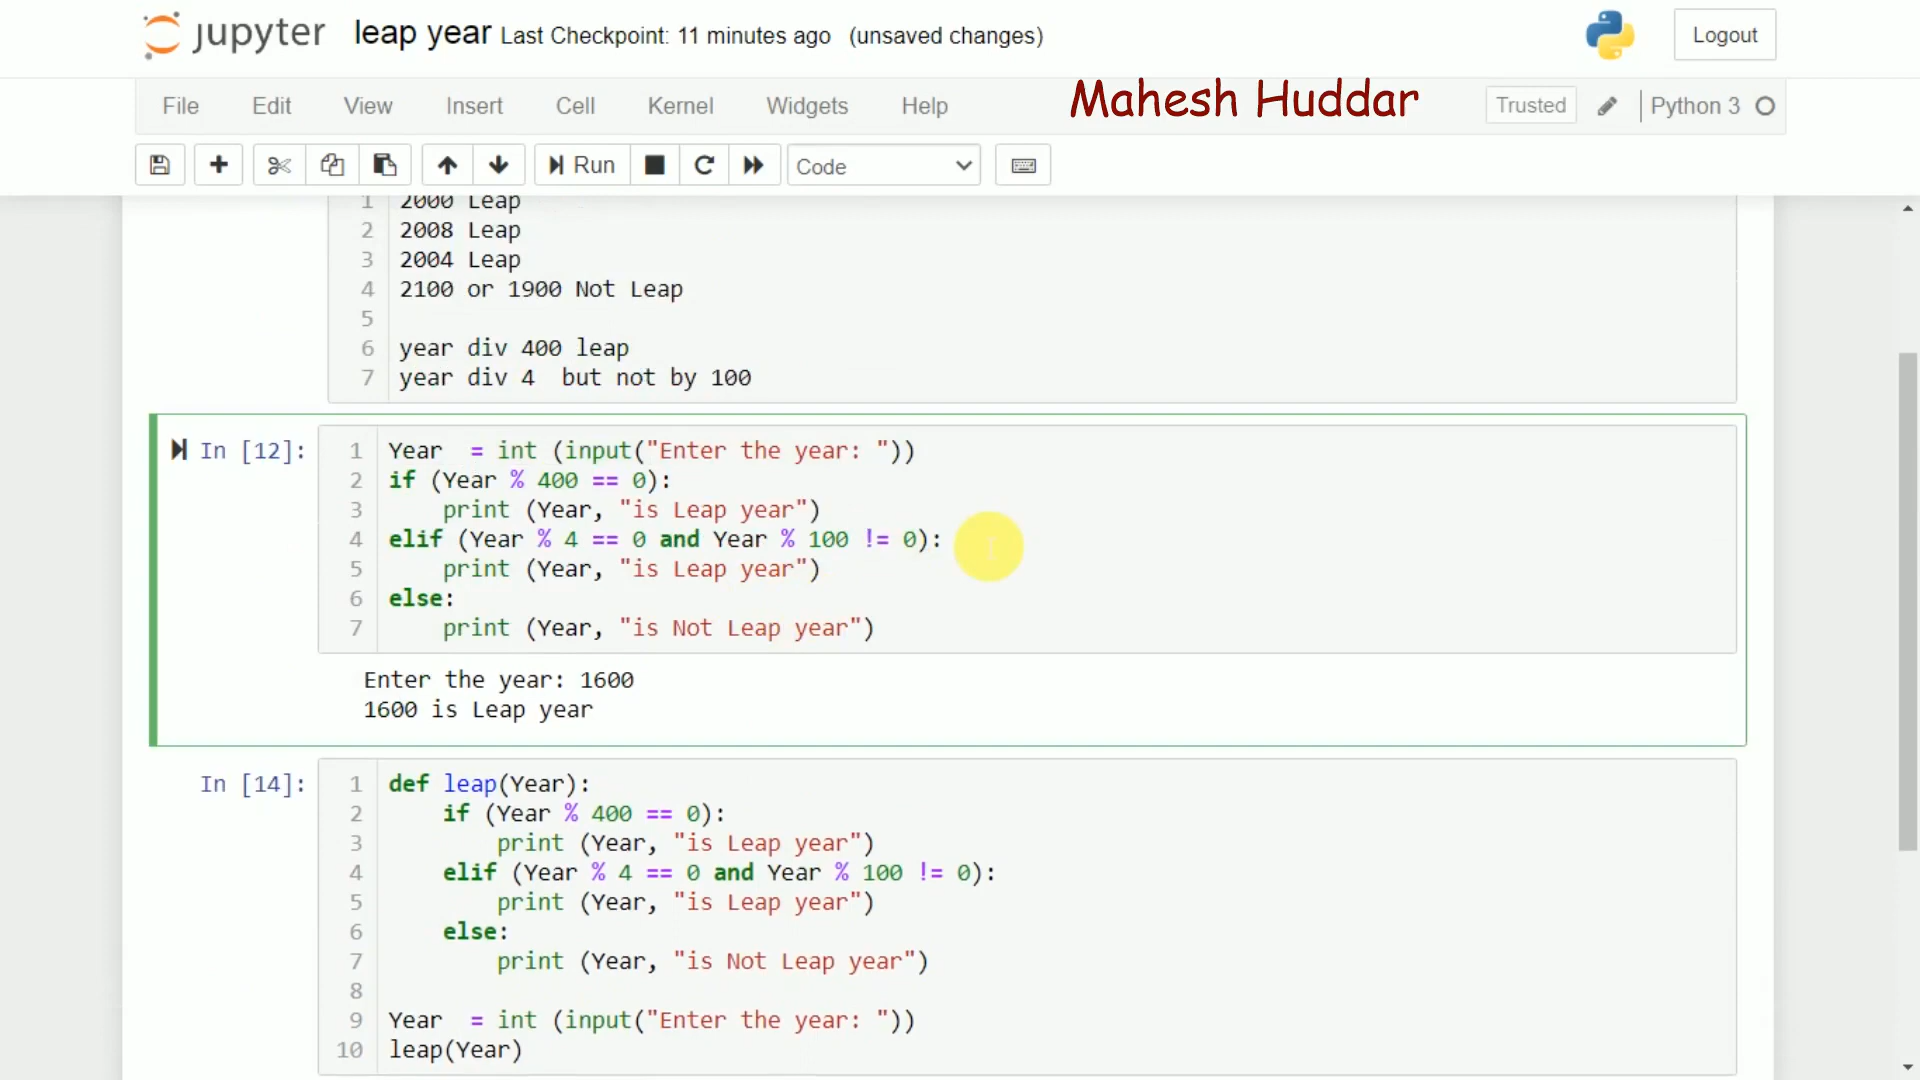 jupyter leap year Last Checkpoint: 11 minutes ago (unsaved changes) Logout
File Edit View Insert Cell Kernel Widgets Help Mahesh Huddar Trusted Python 3
Run Code
1 2000 Leap
2 2008 Leap
3 2004 Leap
4 2100 or 1900 Not Leap
5
6 year div 400 leap
7 year div 4  but not by 100
In [12]:
1 Year  = int (input("Enter the year: "))
2 if (Year % 400 == 0):
3     print (Year, "is Leap year")
4 elif (Year % 4 == 0 and Year % 100 != 0):
5     print (Year, "is Leap year")
6 else:
7     print (Year, "is Not Leap year")
Enter the year: 1600
1600 is Leap year
In [14]:
1 def leap(Year):
2     if (Year % 400 == 0):
3         print (Year, "is Leap year")
4     elif (Year % 4 == 0 and Year % 100 != 0):
5         print (Year, "is Leap year")
6     else:
7         print (Year, "is Not Leap year")
8
9 Year  = int (input("Enter the year: "))
10 leap(Year)